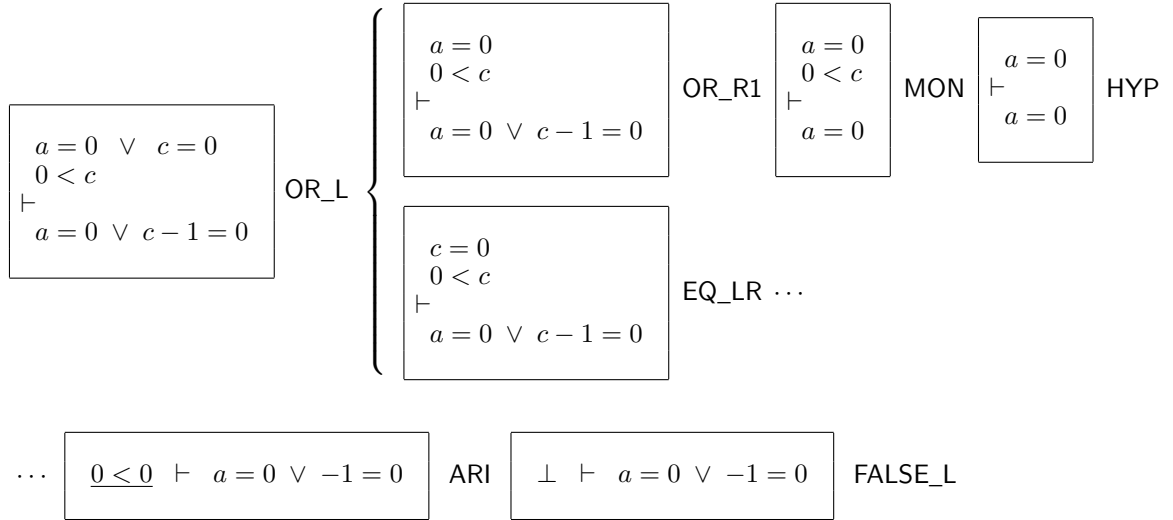 a = 0 ∨ c = 0
0 < c
⊢
a = 0 ∨ c − 1 = 0
OR_L
a = 0
0 < c
⊢
a = 0 ∨ c − 1 = 0
OR_R1
a = 0
0 < c
⊢
a = 0
MON
a = 0
⊢
a = 0
HYP
c = 0
0 < c
⊢
a = 0 ∨ c − 1 = 0
EQ_LR ⋯
⋯ 0 < 0 ⊢ a = 0 ∨ −1 = 0 ARI ⊥ ⊢ a = 0 ∨ −1 = 0 FALSE_L